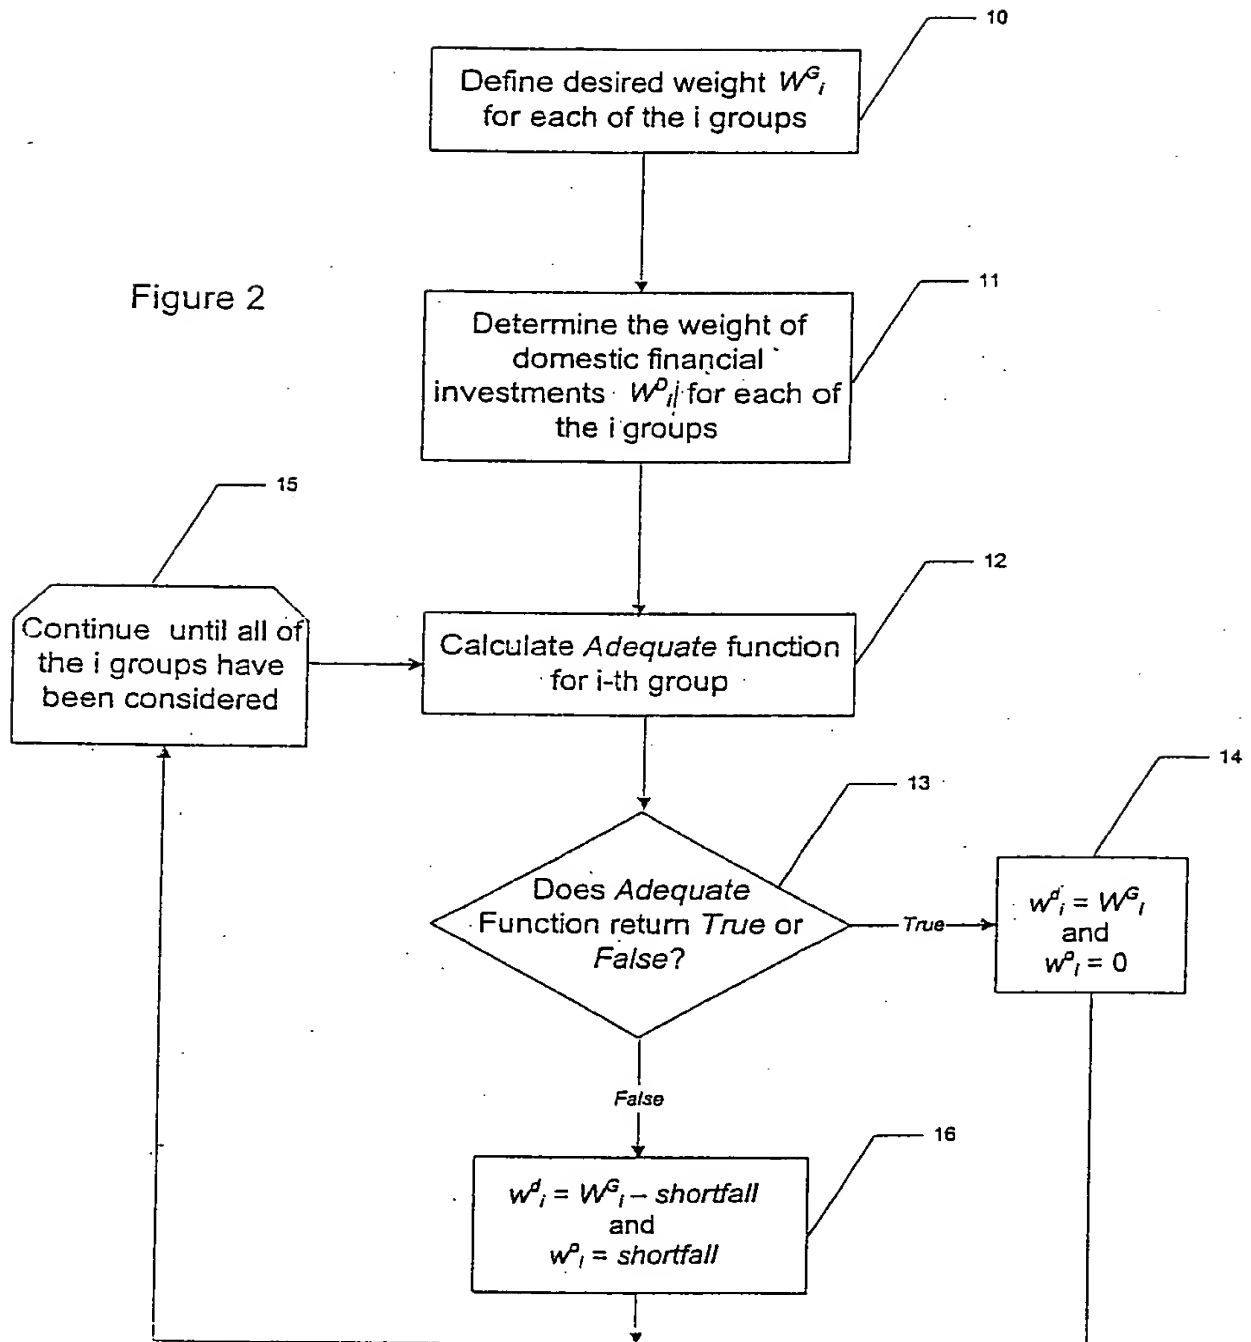 10
Define desired weight W^G_i
for each of the i groups
Figure 2
11
Determine the weight of
domestic financial
investments W^D_i for each of
the i groups
15
Continue until all of
the i groups have
been considered
12
Calculate Adequate function
for i-th group
13
Does Adequate
Function return True or
False?
True
14
w^d_i = W^G_i
and
w^o_i = 0
False
16
w^d_i = W^G_i – shortfall
and
w^o_i = shortfall